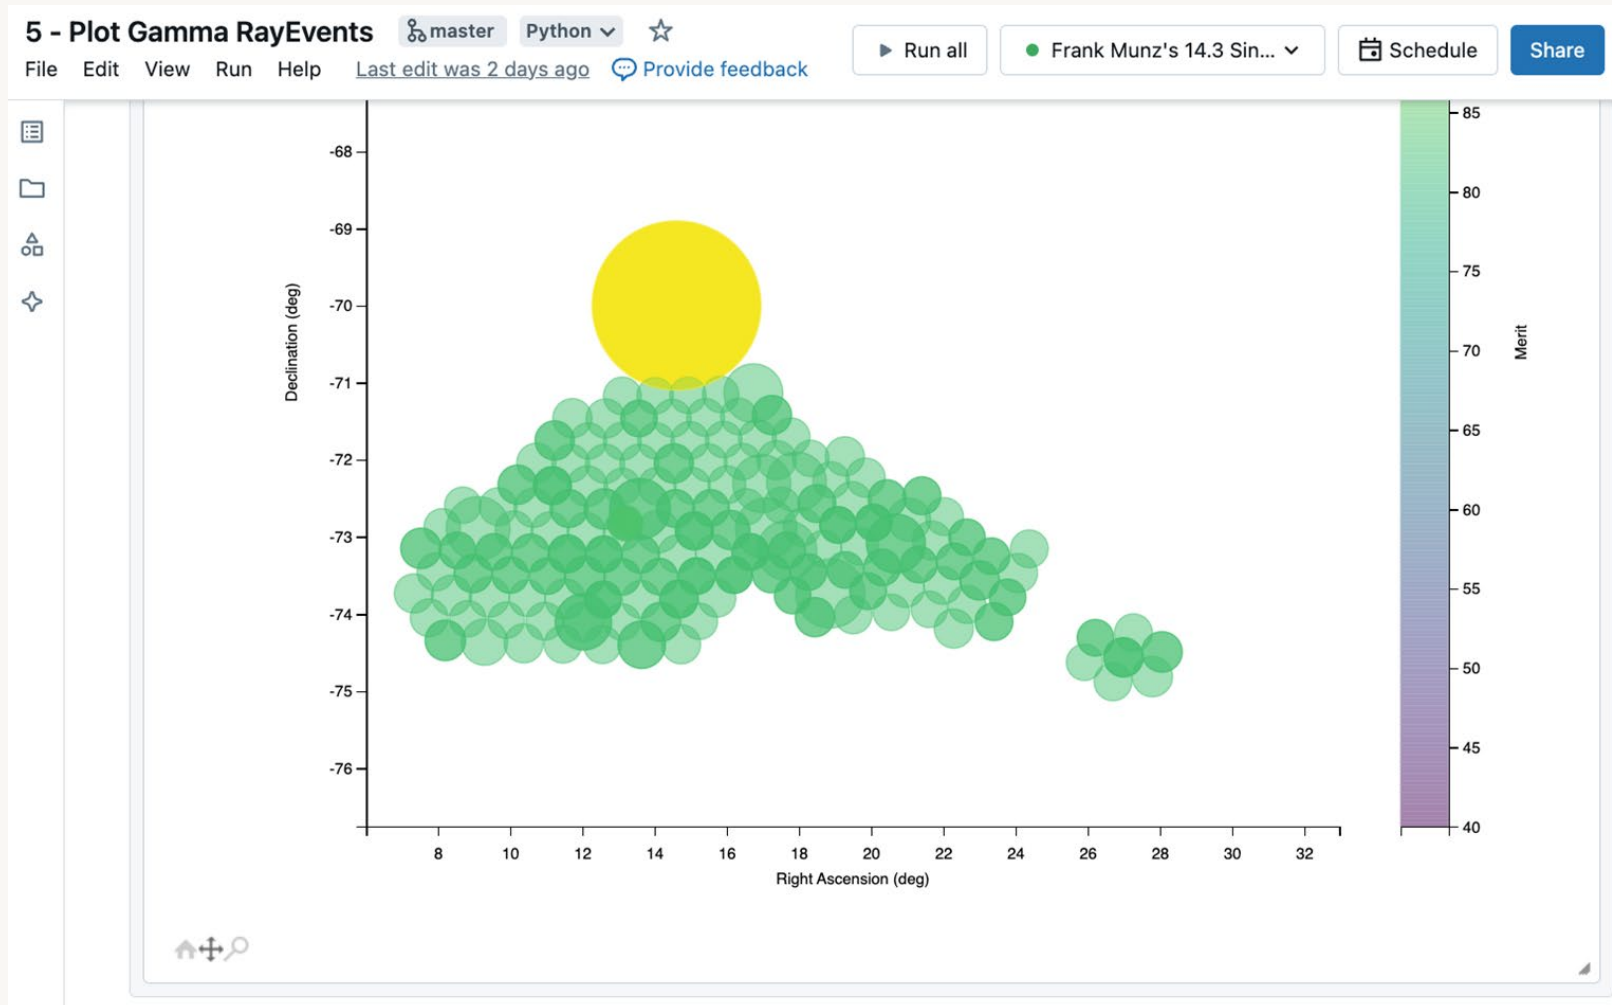 5 - Plot Gamma RayEvents master Python
Run all Frank Munz's 14.3 Sin... Schedule Share
File Edit View Run Help Last edit was 2 days ago Provide feedback
-68
-69
-70
-71
-72
-73
-74
-75
-76
Declination (deg)
8 10 12 14 16 18 20 22 24 26 28 30 32
Right Ascension (deg)
85
80
75
70
65
60
55
50
45
40
Merit